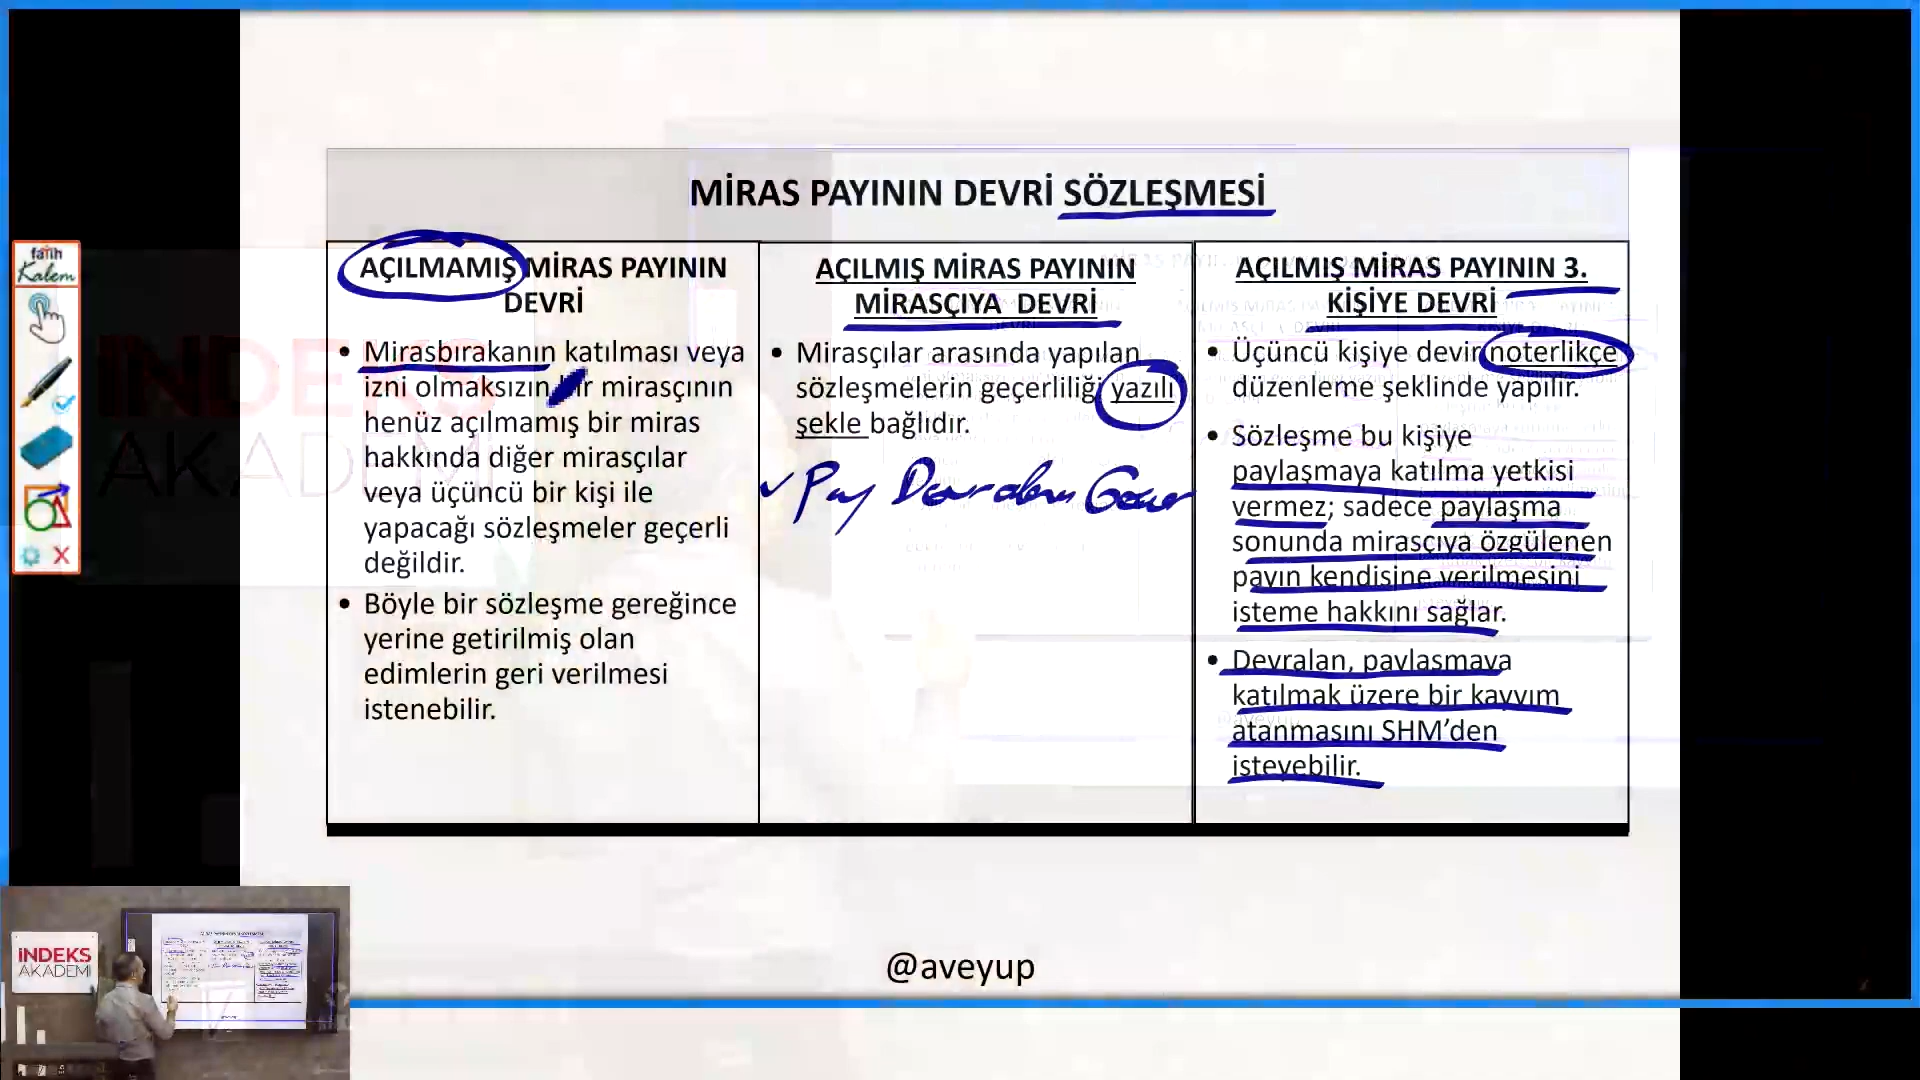 MİRAS PAYININ DEVRİ SÖZLEŞMESİ
AÇILMAMIŞ MİRAS PAYININ
DEVRİ
• Mirasbırakanın katılması veya
izni olmaksızın bir mirasçının
henüz açılmamış bir miras
hakkında diğer mirasçılar
veya üçüncü bir kişi ile
yapacağı sözleşmeler geçerli
değildir.
• Böyle bir sözleşme gereğince
yerine getirilmiş olan
edimlerin geri verilmesi
istenebilir.
AÇILMIŞ MİRAS PAYININ
MİRASÇIYA DEVRİ
• Mirasçılar arasında yapılan
sözleşmelerin geçerliliği yazılı
şekle bağlıdır.
Pay Devralan
AÇILMIŞ MİRAS PAYININ 3.
KİŞİYE DEVRİ
• Üçüncü kişiye devir noterlikçe
düzenleme şeklinde yapılır.
• Sözleşme bu kişiye
paylaşmaya katılma yetkisi
vermez; sadece paylaşma
sonunda mirasçıya özgülenen
payın kendisine verilmesini
isteme hakkını sağlar.
• Devralan, paylaşmaya
katılmak üzere bir kayyım
atanmasını SHM'den
isteyebilir.
@aveyup
fatih
Kalem
INDEKS
AKADEMİ
İNDEKS
AKADEMİ